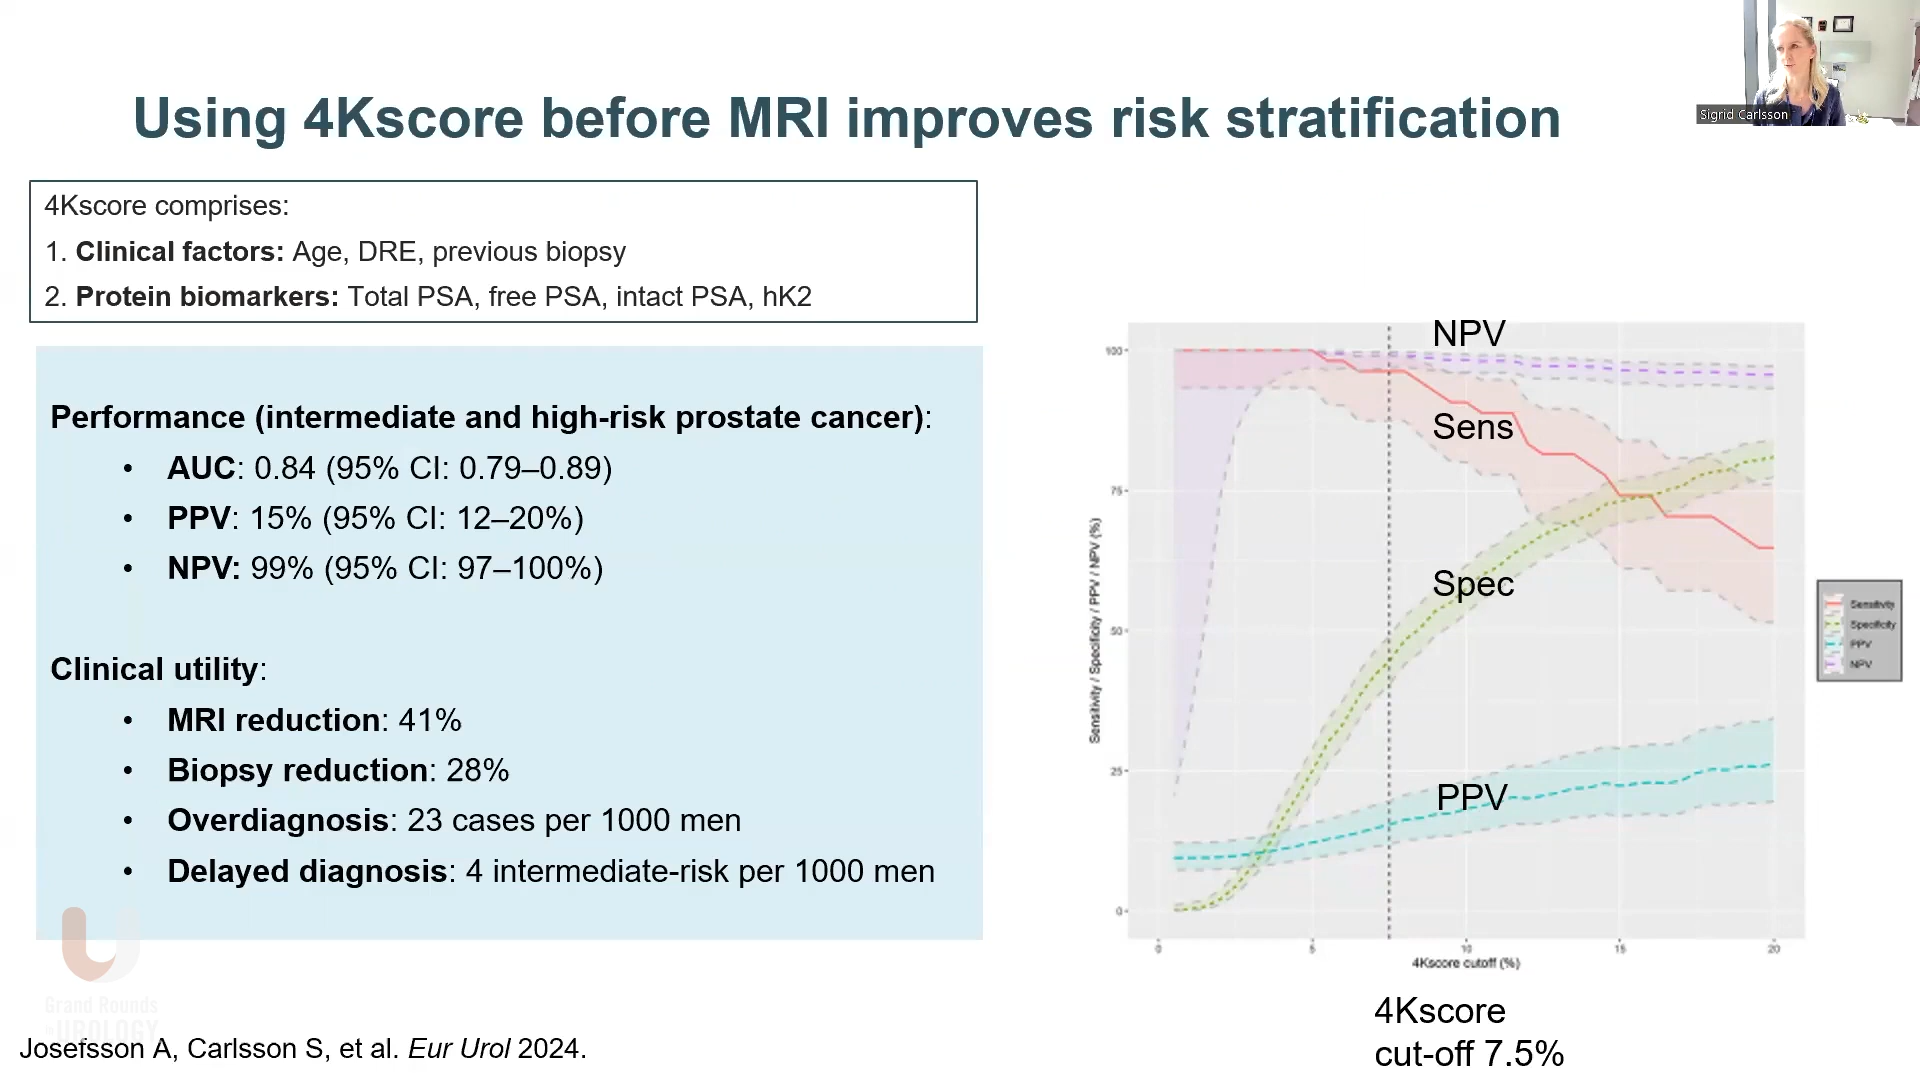 Sigrid Carlsson
Using 4Kscore before MRI improves risk stratification
4Kscore comprises:
1. Clinical factors: Age, DRE, previous biopsy
2. Protein biomarkers: Total PSA, free PSA, intact PSA, hK2
Performance (intermediate and high-risk prostate cancer):
• AUC: 0.84 (95% CI: 0.79–0.89)
• PPV: 15% (95% CI: 12–20%)
• NPV: 99% (95% CI: 97–100%)
Clinical utility:
• MRI reduction: 41%
• Biopsy reduction: 28%
• Overdiagnosis: 23 cases per 1000 men
• Delayed diagnosis: 4 intermediate-risk per 1000 men
Grand Rounds
UROLOGY
Josefsson A, Carlsson S, et al. Eur Urol 2024.
NPV
Sens
Spec
PPV
100
75
50
25
0
Sensitivity / Specificity / PPV / NPV (%)
0 5 10 15 20
4Kscore cutoff (%)
Sensitivity
Specificity
PPV
NPV
4Kscore
cut-off 7.5%